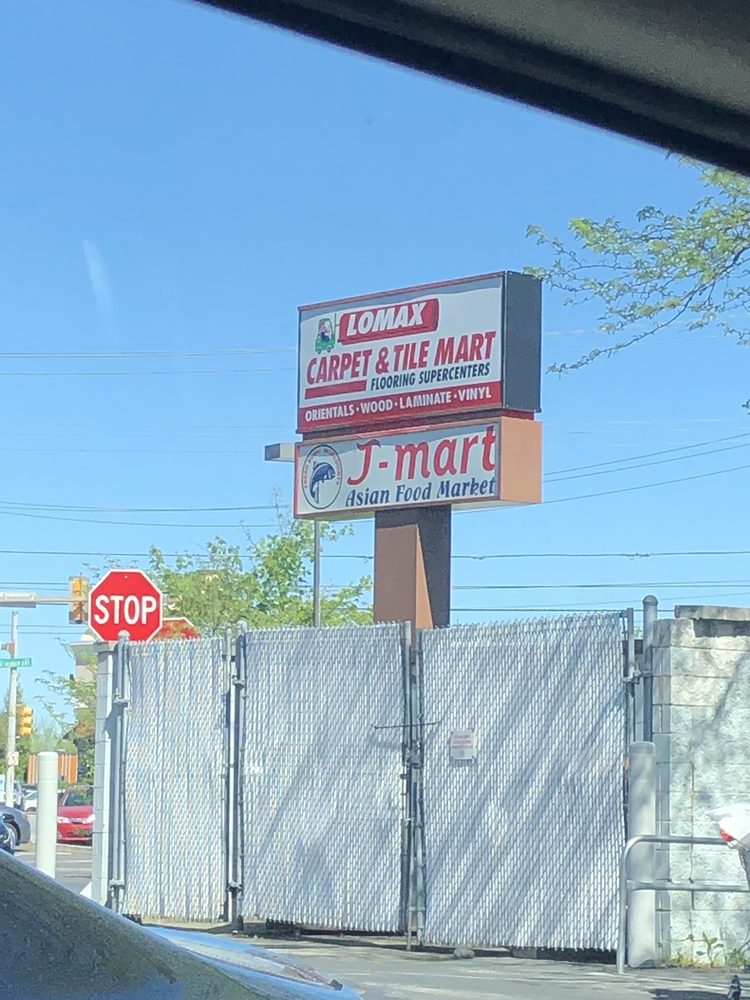 LOMAX
CARPET & TILE MART
FLOORING SUPERCENTERS
ORIENTALS · WOOD · LAMINATE · VINYL
J-mart
Asian Food Market
STOP